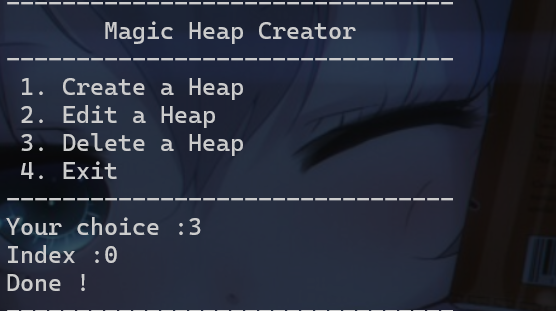 --------------------------------
       Magic Heap Creator
--------------------------------
 1. Create a Heap
 2. Edit a Heap
 3. Delete a Heap
 4. Exit
--------------------------------
Your choice :3
Index :0
Done !
--------------------------------